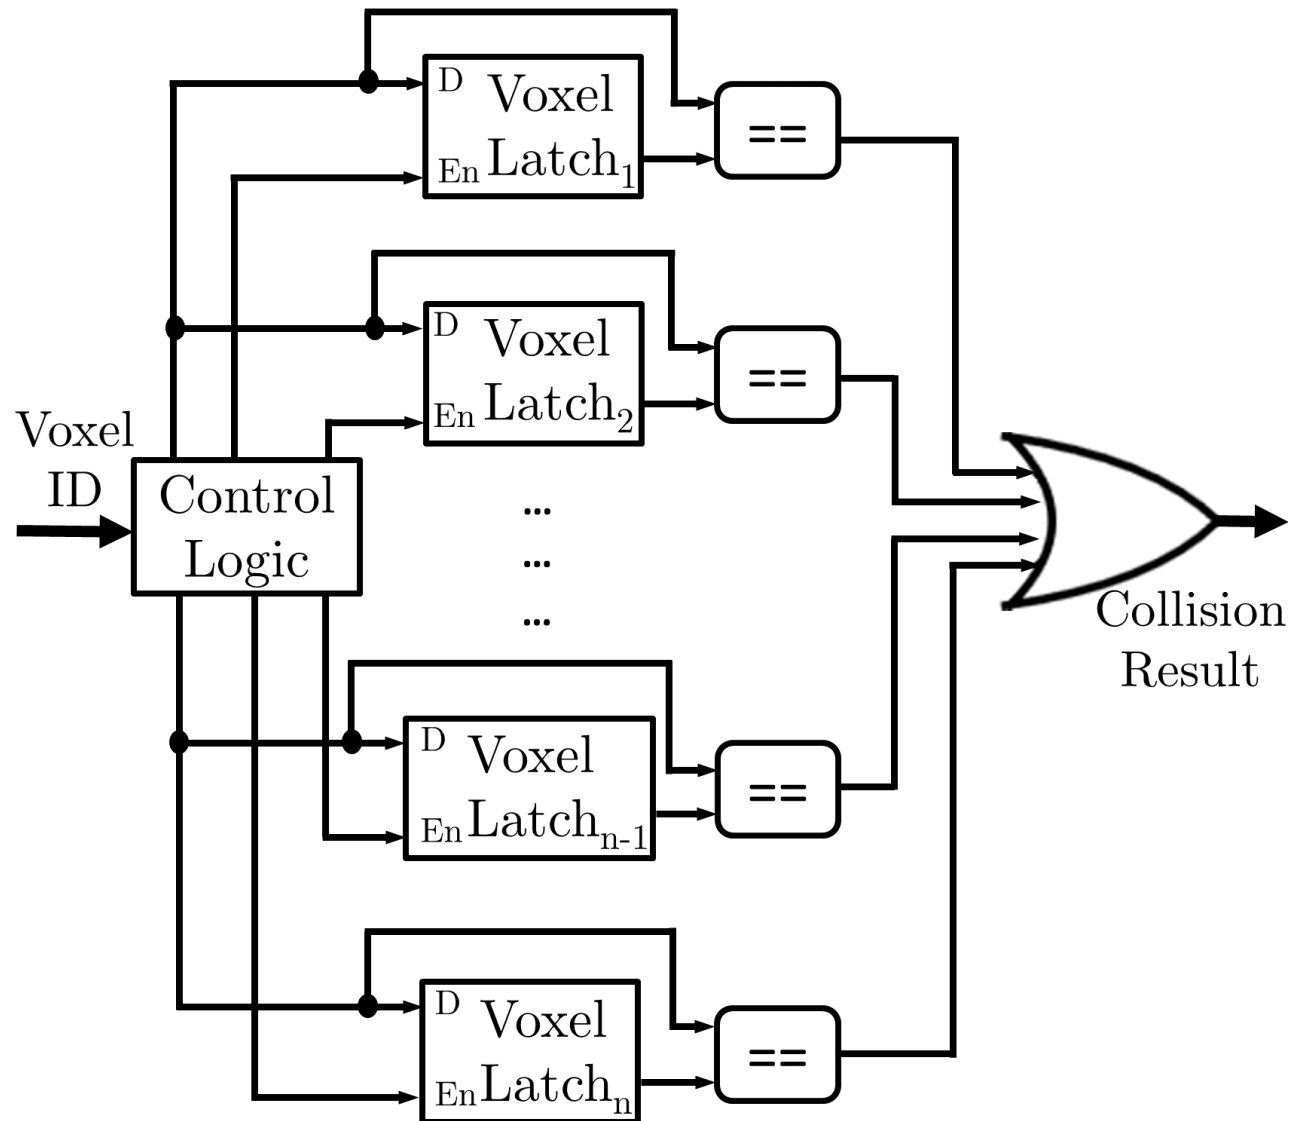 D Voxel
En Latch₁
==
D Voxel
En Latch₂
==
Voxel
ID
Control
Logic
...
...
...
Collision
Result
D Voxel
En Latchₙ₋₁
==
D Voxel
En Latchₙ
==